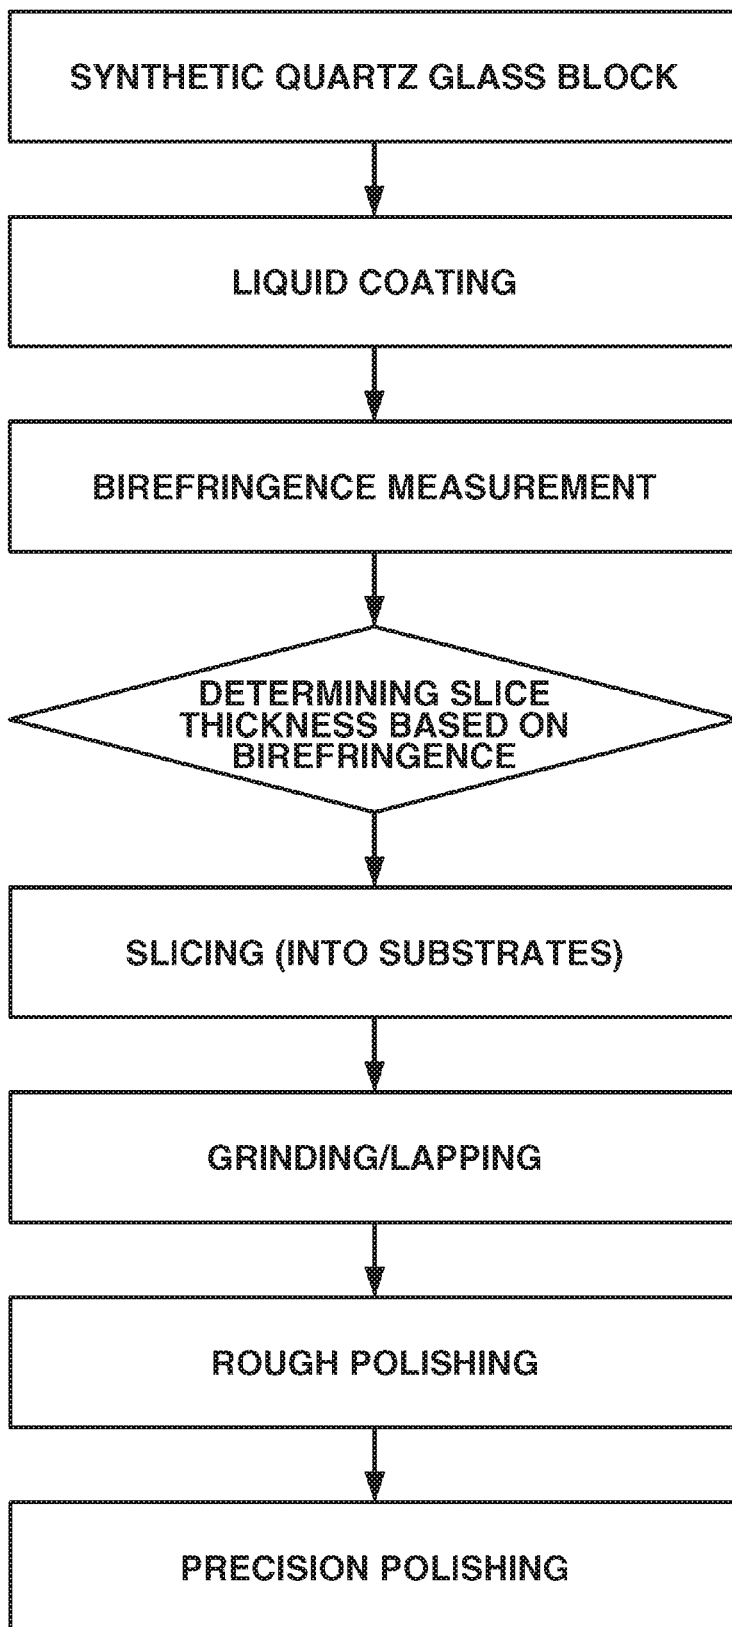 SYNTHETIC QUARTZ GLASS BLOCK
LIQUID COATING
BIREFRINGENCE MEASUREMENT
DETERMINING SLICE
THICKNESS BASED ON
BIREFRINGENCE
SLICING (INTO SUBSTRATES)
GRINDING/LAPPING
ROUGH POLISHING
PRECISION POLISHING